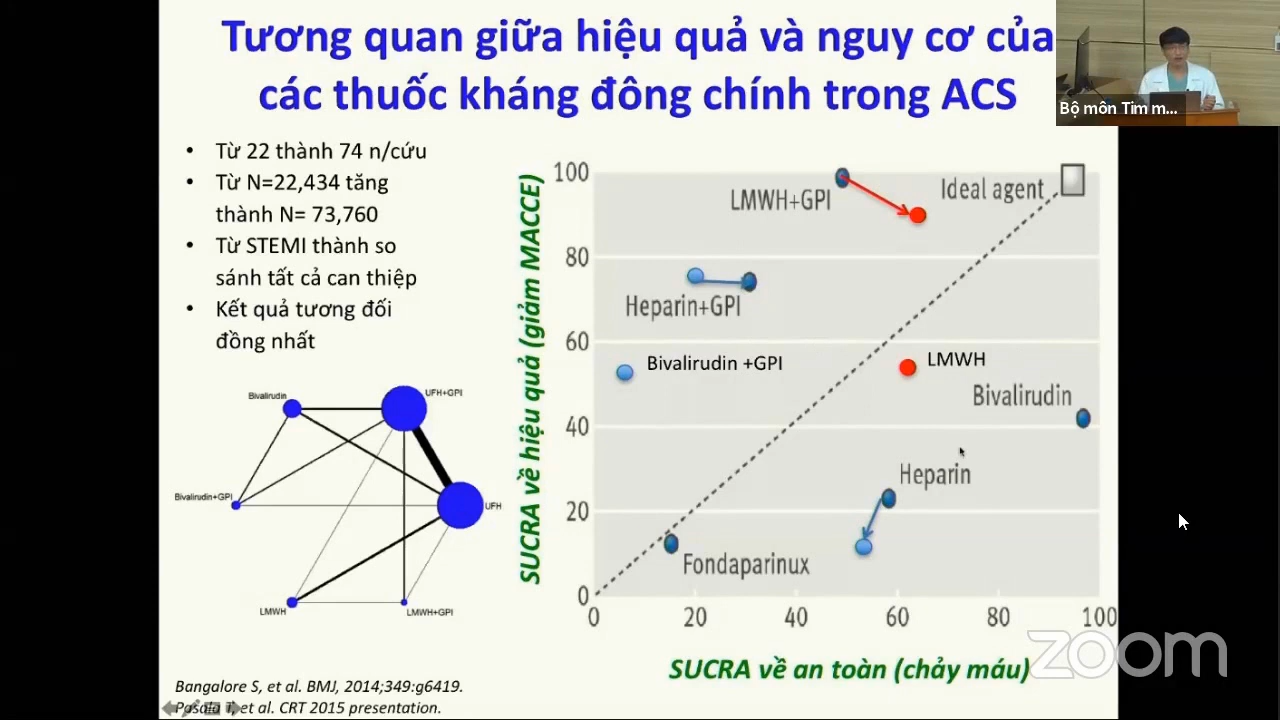 Tương quan giữa hiệu quả và nguy cơ của
các thuốc kháng đông chính trong ACS
Bộ môn Tim m...
• Từ 22 thành 74 n/cứu
• Từ N=22,434 tăng
thành N= 73,760
• Từ STEMI thành so
sánh tất cả can thiệp
• Kết quả tương đối
đồng nhất
Bivalirudin
UFH+GPI
Bivalirudin+GPI
UFH
LMWH
LMWH+GPI
SUCRA về hiệu quả (giảm MACCE)
100
80
60
40
20
0
LMWH+GPI
Ideal agent
Heparin+GPI
Bivalirudin +GPI
LMWH
Bivalirudin
Heparin
Fondaparinux
0 20 40 60 80 100
SUCRA về an toàn (chảy máu)
zoom
Bangalore S, et al. BMJ, 2014;349:g6419.
Pasala T, et al. CRT 2015 presentation.